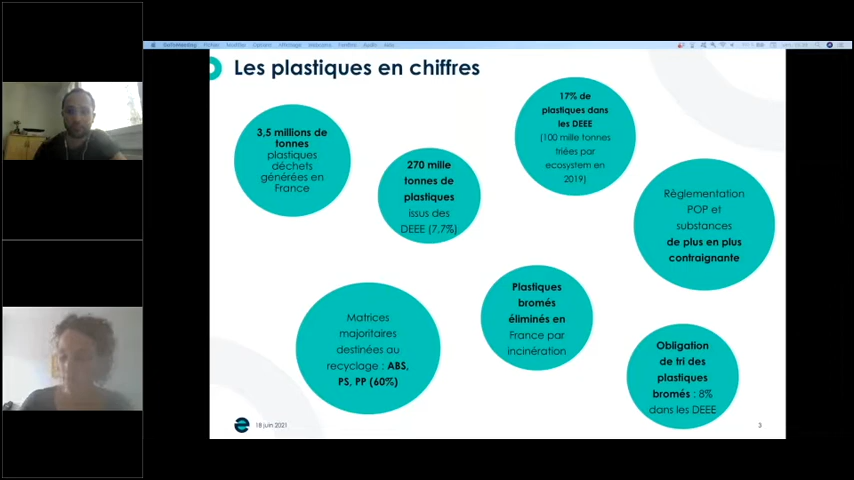 Les plastiques en chiffres
3,5 millions de
tonnes
plastiques
déchets
générées en
France
270 mille
tonnes de
plastiques
issus des
DEEE (7,7%)
17% de
plastiques dans
les DEEE
(100 mille tonnes
triées par
ecosystem en
2019)
Règlementation
POP et
substances
de plus en plus
contraignante
Matrices
majoritaires
destinées au
recyclage : ABS,
PS, PP (60%)
Plastiques
bromés
éliminés en
France par
incinération
Obligation
de tri des
plastiques
bromés : 8%
dans les DEEE
18 juin 2021
3